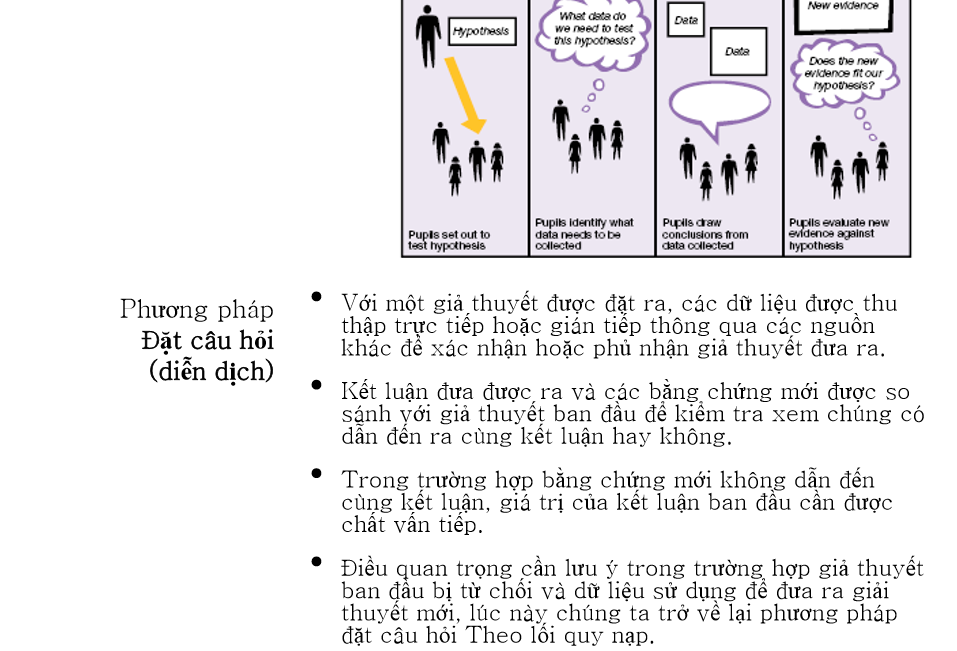 Hypothesis
What data do
we need to test
this hypothesis?
Data
Data
New evidence
Does the new
evidence fit our
hypothesis?
Pupils set out to
test hypothesis
Pupils identify what
data needs to be
collected
Pupils draw
conclusions from
data collected
Pupils evaluate new
evidence against
hypothesis
Phương pháp
Đặt câu hỏi
(diễn dịch)
• Với một giả thuyết được đặt ra, các dữ liệu được thu
thập trực tiếp hoặc gián tiếp thông qua các nguồn
khác để xác nhận hoặc phủ nhận giả thuyết đưa ra.
• Kết luận đưa được ra và các bằng chứng mới được so
sánh với giả thuyết ban đầu để kiểm tra xem chúng có
dẫn đến ra cùng kết luận hay không.
• Trong trường hợp bằng chứng mới không dẫn đến
cùng kết luận, giá trị của kết luận ban đầu cần được
chất vấn tiếp.
• Điều quan trọng cần lưu ý trong trường hợp giả thuyết
ban đầu bị từ chối và dữ liệu sử dụng để đưa ra giải
thuyết mới, lúc này chúng ta trở về lại phương pháp
đặt câu hỏi Theo lối quy nạp.